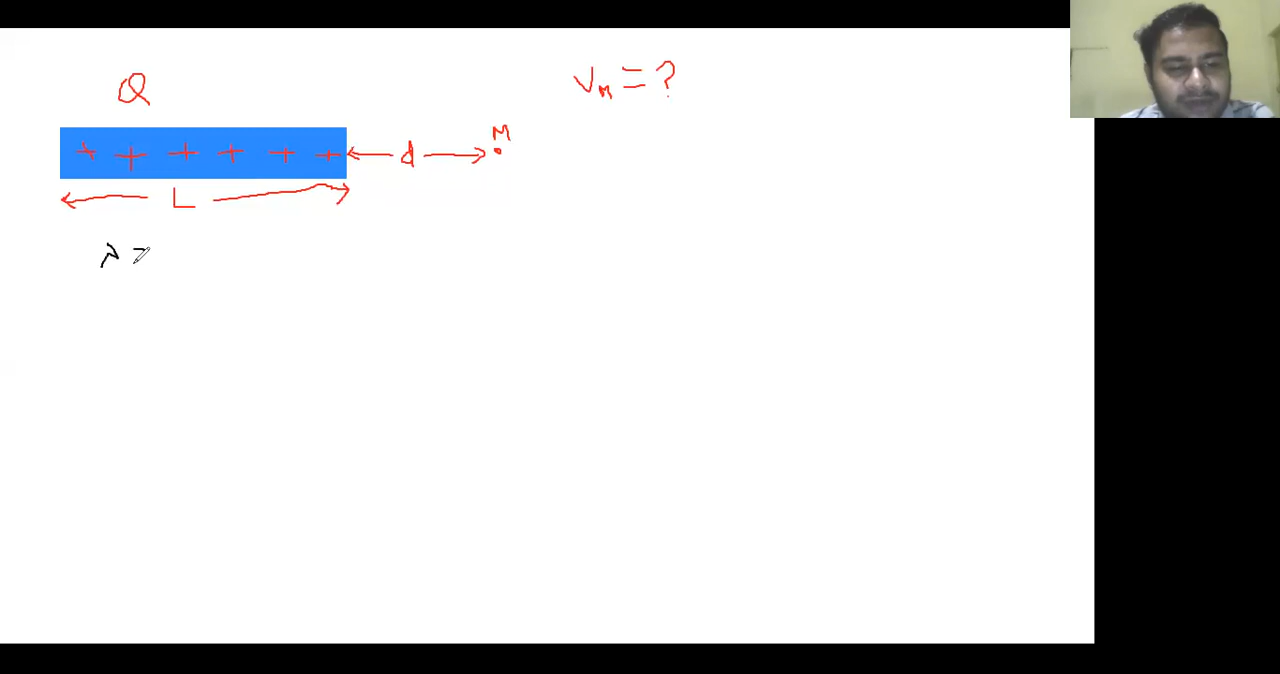 Q
V_M = ?
M
+ + + + + +
d
L
λ =